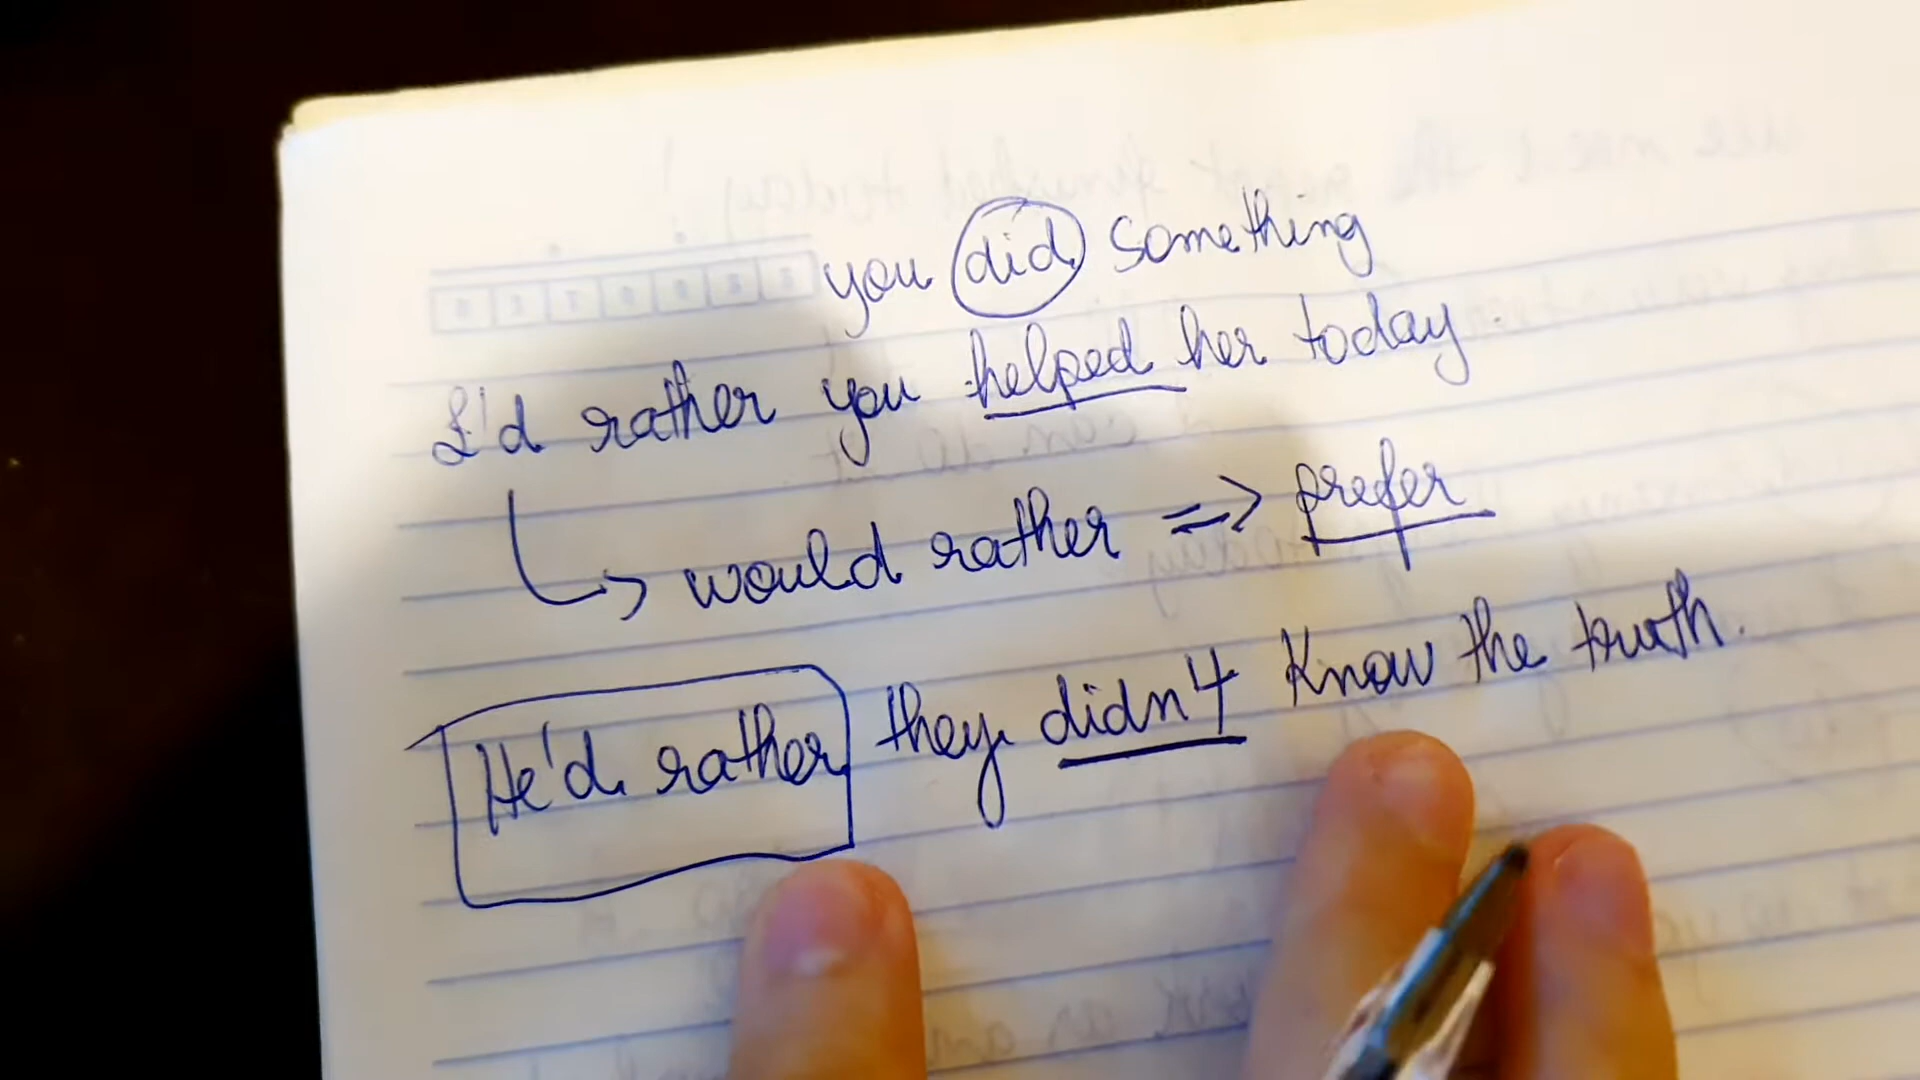 you did something
I'd rather you helped her today.
would rather => prefer
He'd rather they didn't know the truth.